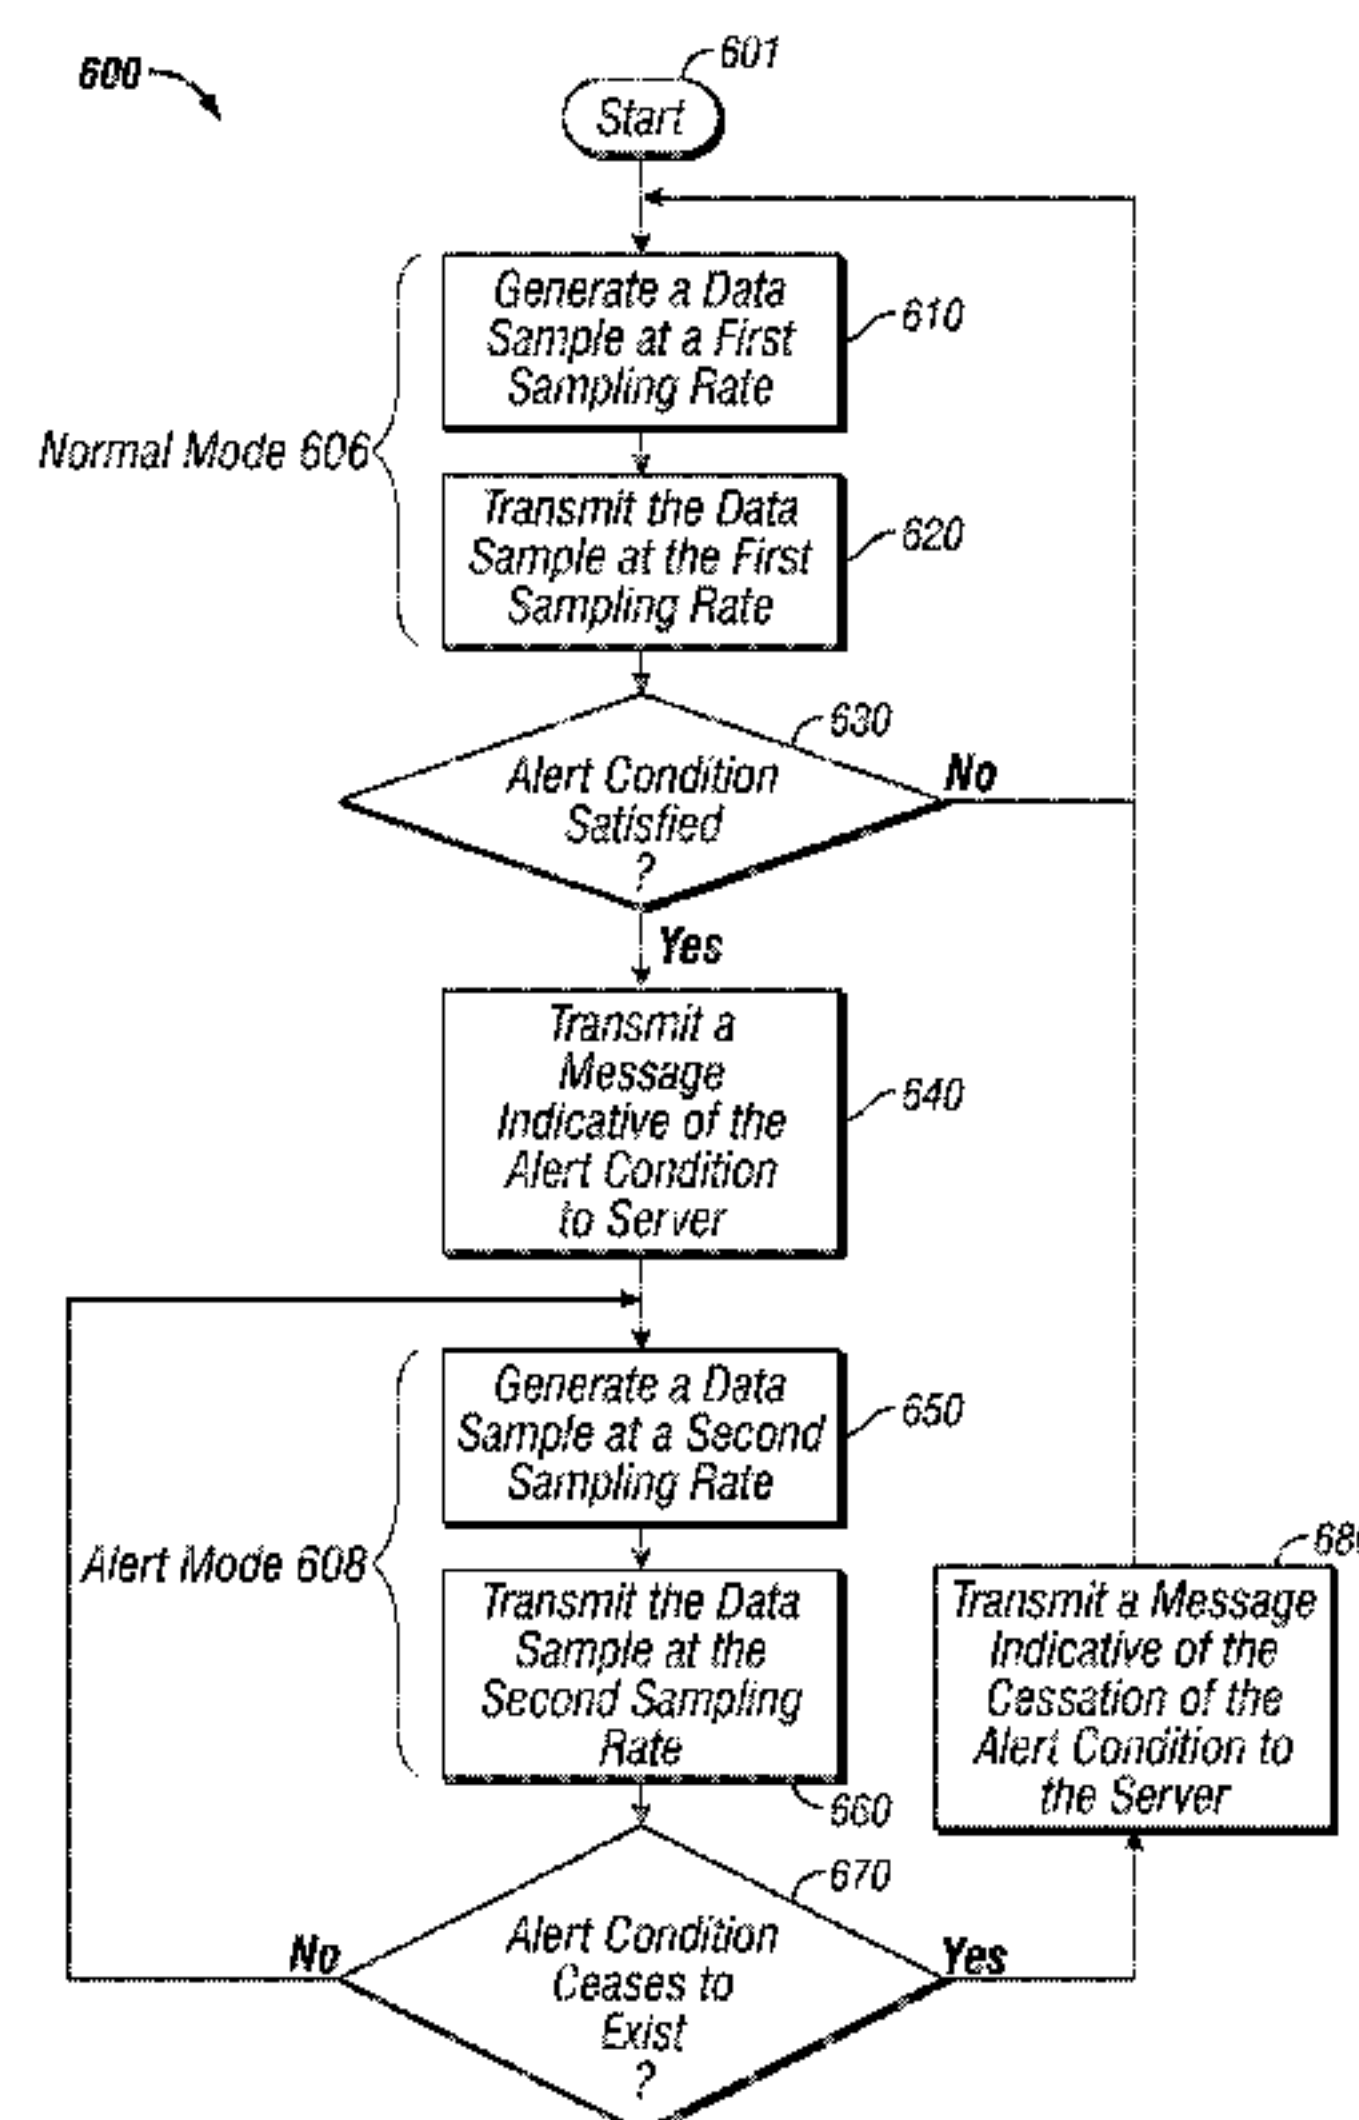 600
601
Start
Generate a Data
Sample at a First
Sampling Rate
610
Normal Mode 606
Transmit the Data
Sample at the First
Sampling Rate
620
630
Alert Condition
Satisfied
?
No
Yes
Transmit a
Message
Indicative of the
Alert Condition
to Server
640
Generate a Data
Sample at a Second
Sampling Rate
650
Alert Mode 608
Transmit the Data
Sample at the
Second Sampling
Rate
660
Transmit a Message
Indicative of the
Cessation of the
Alert Condition to
the Server
670
Alert Condition
Ceases to
Exist
?
No
Yes